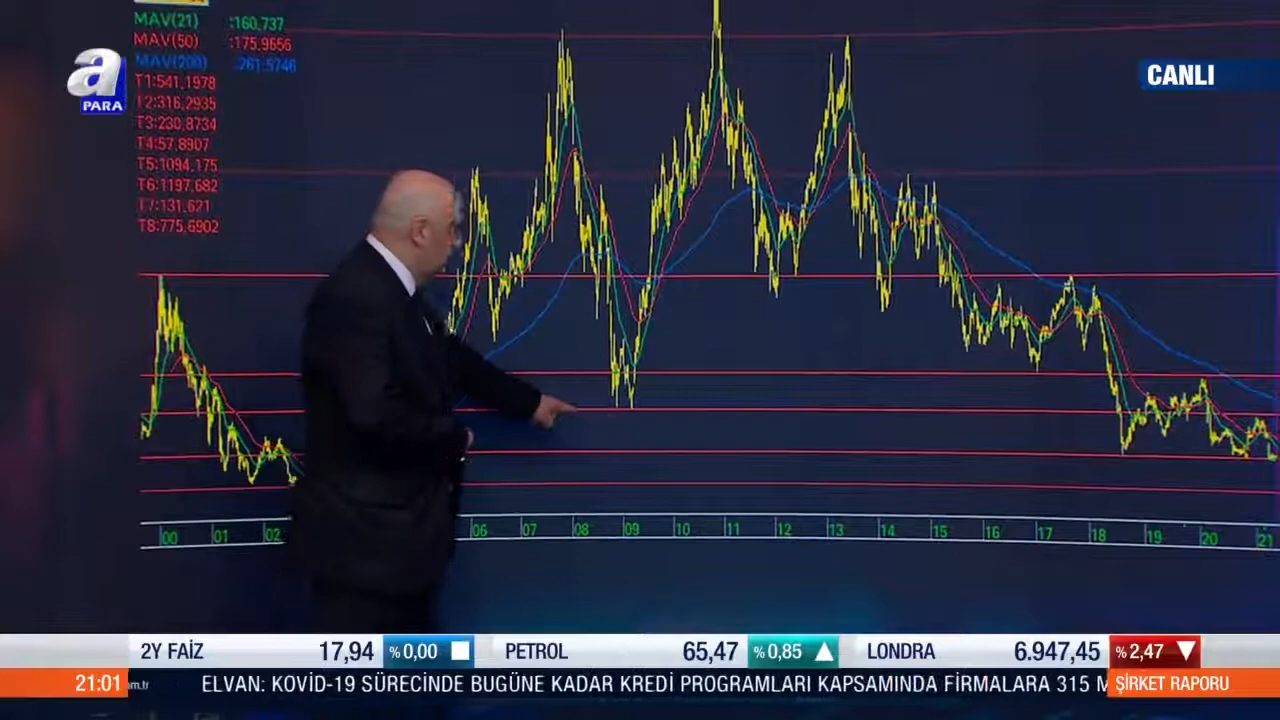 MAV(21) :160,737
MAV(50) :175,9656
MAV(200) :261,5746
T1:541,1978
T2:316,2935
T3:230,8734
T4:57,8907
T5:1094,175
T6:1197,682
T7:131,621
T8:775,6902
a
PARA
CANLI
00 01 02 06 07 08 09 10 11 12 13 14 15 16 17 18 19 20 21
2Y FAİZ 17,94 %0,00 PETROL 65,47 %0,85 LONDRA 6.947,45 %2,47
21:01 m.tr ELVAN: KOVİD-19 SÜRECİNDE BUGÜNE KADAR KREDİ PROGRAMLARI KAPSAMINDA FİRMALARA 315 M ŞİRKET RAPORU